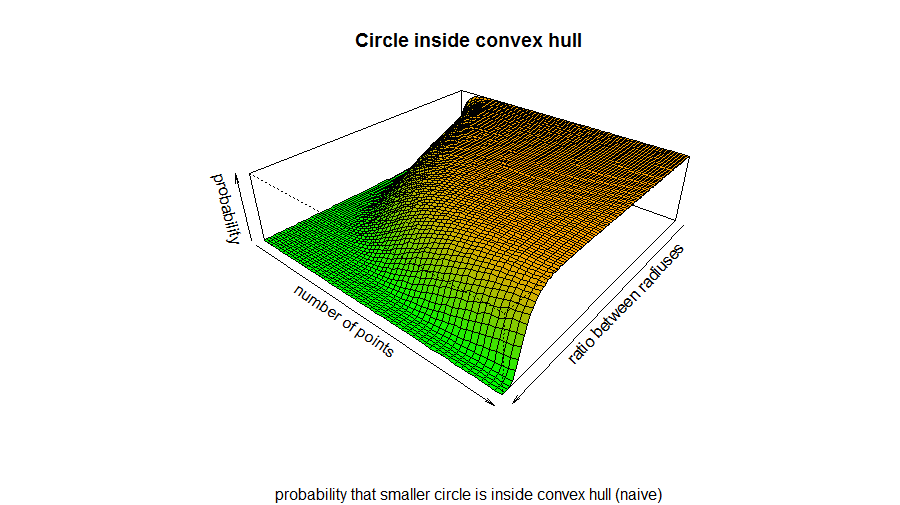 Circle inside convex hull
probability
number of points
ratio between radiuses
probability that smaller circle is inside convex hull (naive)